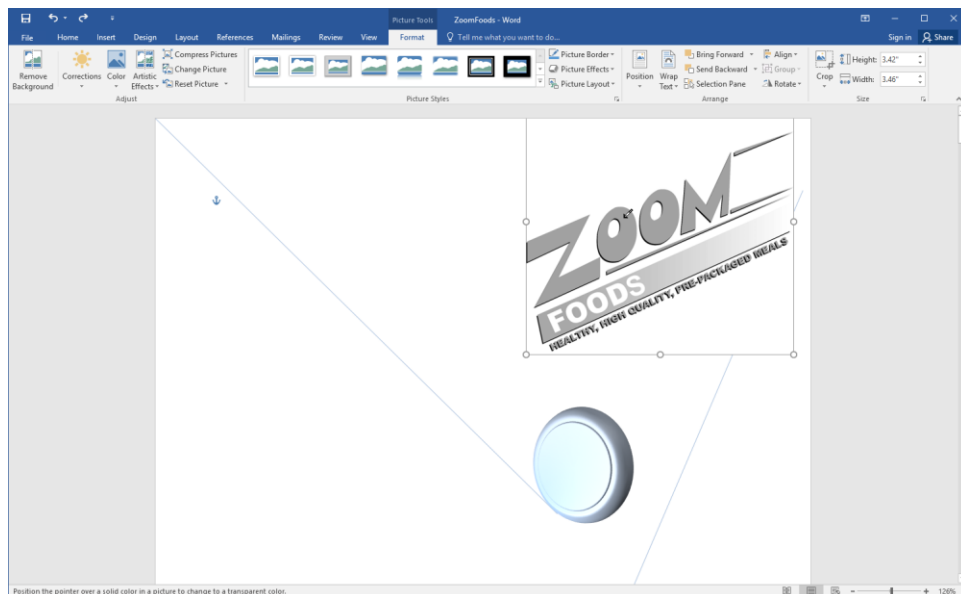 Picture Tools ZoomFoods - Word
File Home Insert Design Layout References Mailings Review View Format Tell me what you want to do... Sign in Share
Remove Background
Corrections
Color
Artistic Effects
Compress Pictures
Change Picture
Reset Picture
Adjust
Picture Styles
Picture Border
Picture Effects
Picture Layout
Position
Wrap Text
Bring Forward
Send Backward
Selection Pane
Align
Group
Rotate
Arrange
Crop
Height: 3.42"
Width: 3.46"
Size
ZOOM
FOODS
HEALTHY, HIGH QUALITY, PRE-PACKAGED MEALS
Position the pointer over a solid color in a picture to change to a transparent color.
126%